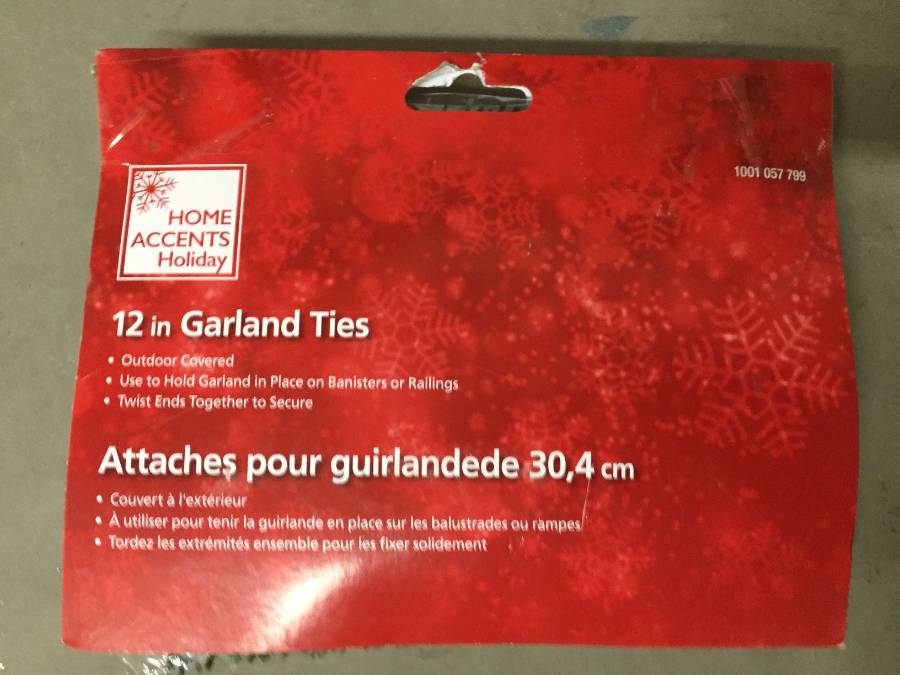 1001 057 799
HOME
ACCENTS
Holiday
12 in Garland Ties
• Outdoor Covered
• Use to Hold Garland in Place on Banisters or Railings
• Twist Ends Together to Secure
Attaches pour guirlandede 30,4 cm
• Couvert à l'extérieur
• À utiliser pour tenir la guirlande en place sur les balustrades ou rampes
• Tordez les extrémités ensemble pour les fixer solidement